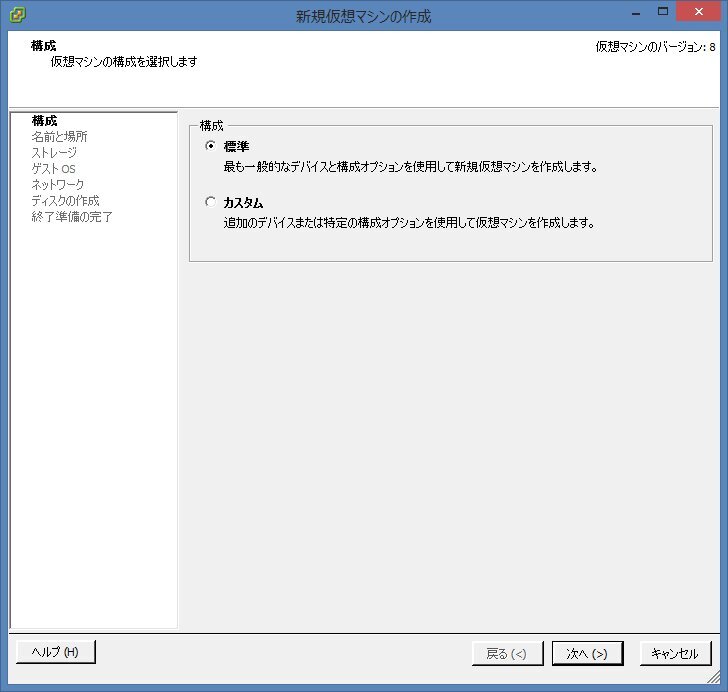 新規仮想マシンの作成
構成
仮想マシンの構成を選択します
仮想マシンのバージョン: 8
構成
名前と場所
ストレージ
ゲスト OS
ネットワーク
ディスクの作成
終了準備の完了
構成
標準
最も一般的なデバイスと構成オプションを使用して新規仮想マシンを作成します。
カスタム
追加のデバイスまたは特定の構成オプションを使用して仮想マシンを作成します。
ヘルプ (H)
戻る (<)
次へ (>)
キャンセル